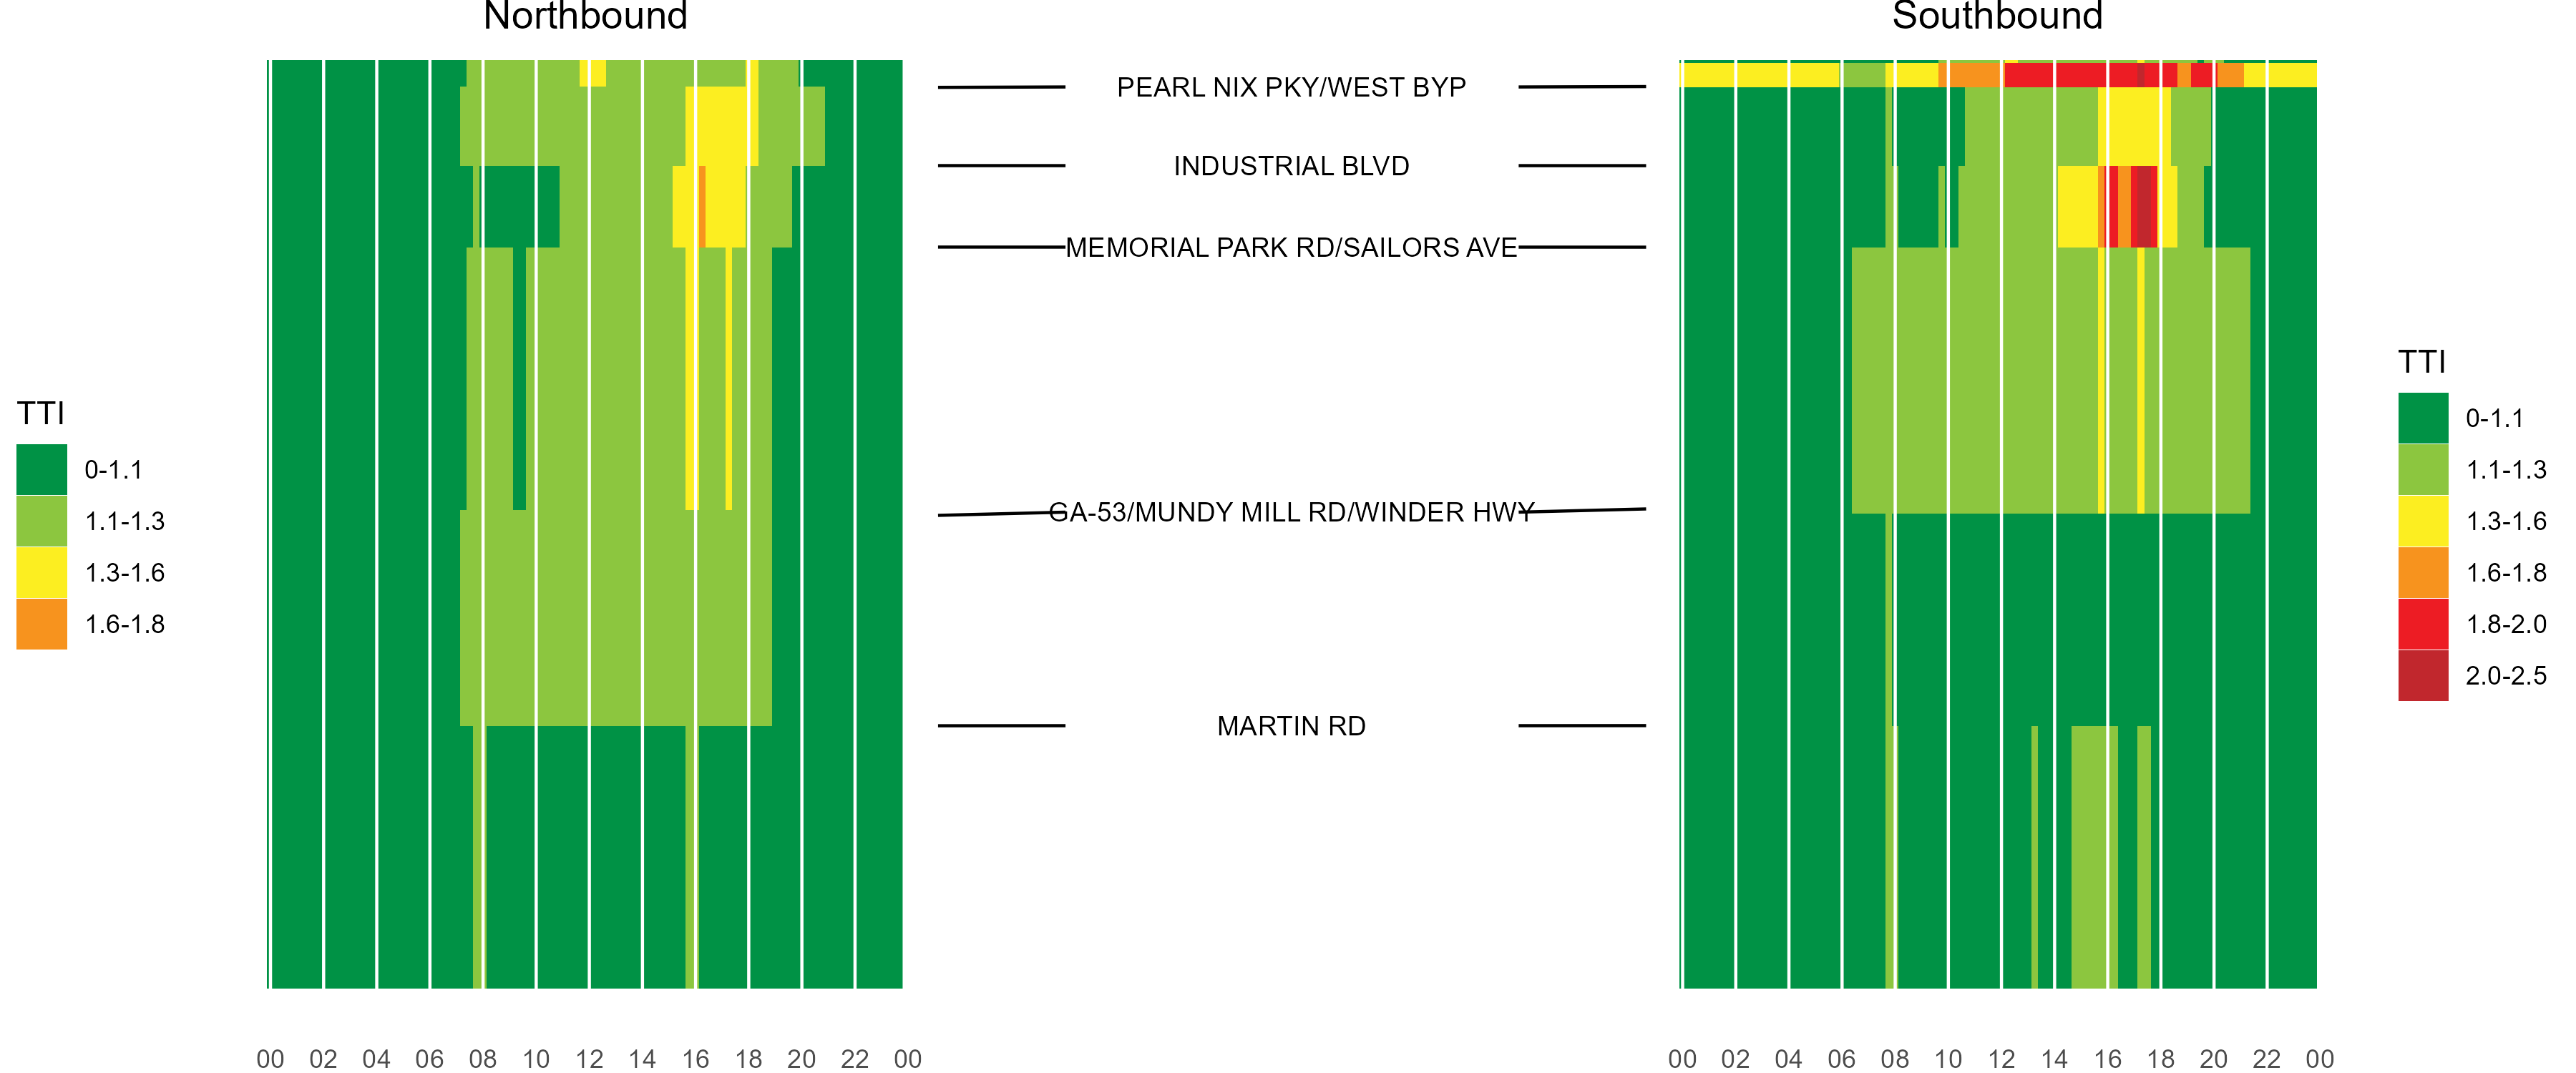 Northbound
Southbound
PEARL NIX PKY/WEST BYP
INDUSTRIAL BLVD
MEMORIAL PARK RD/SAILORS AVE
GA-53/MUNDY MILL RD/WINDER HWY
MARTIN RD
TTI
0-1.1
1.1-1.3
1.3-1.6
1.6-1.8
TTI
0-1.1
1.1-1.3
1.3-1.6
1.6-1.8
1.8-2.0
2.0-2.5
00 02 04 06 08 10 12 14 16 18 20 22 00
00 02 04 06 08 10 12 14 16 18 20 22 00